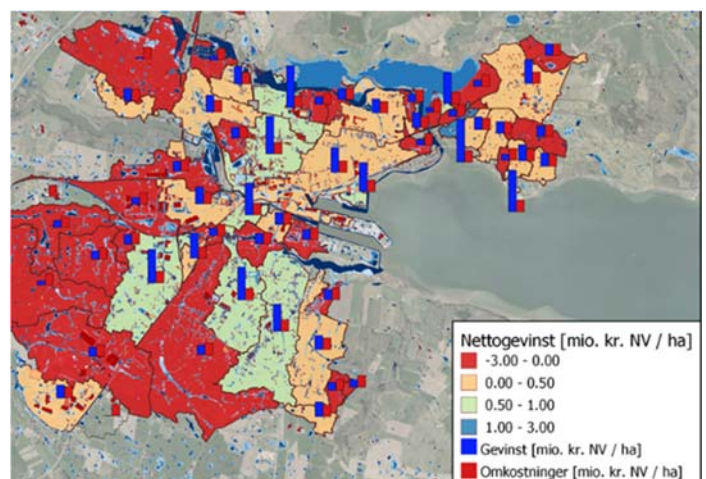 Nettogevinst [mio. kr. NV / ha]
-3.00 - 0.00
0.00 - 0.50
0.50 - 1.00
1.00 - 3.00
Gevinst [mio. kr. NV / ha]
Omkostninger [mio. kr. NV / ha]